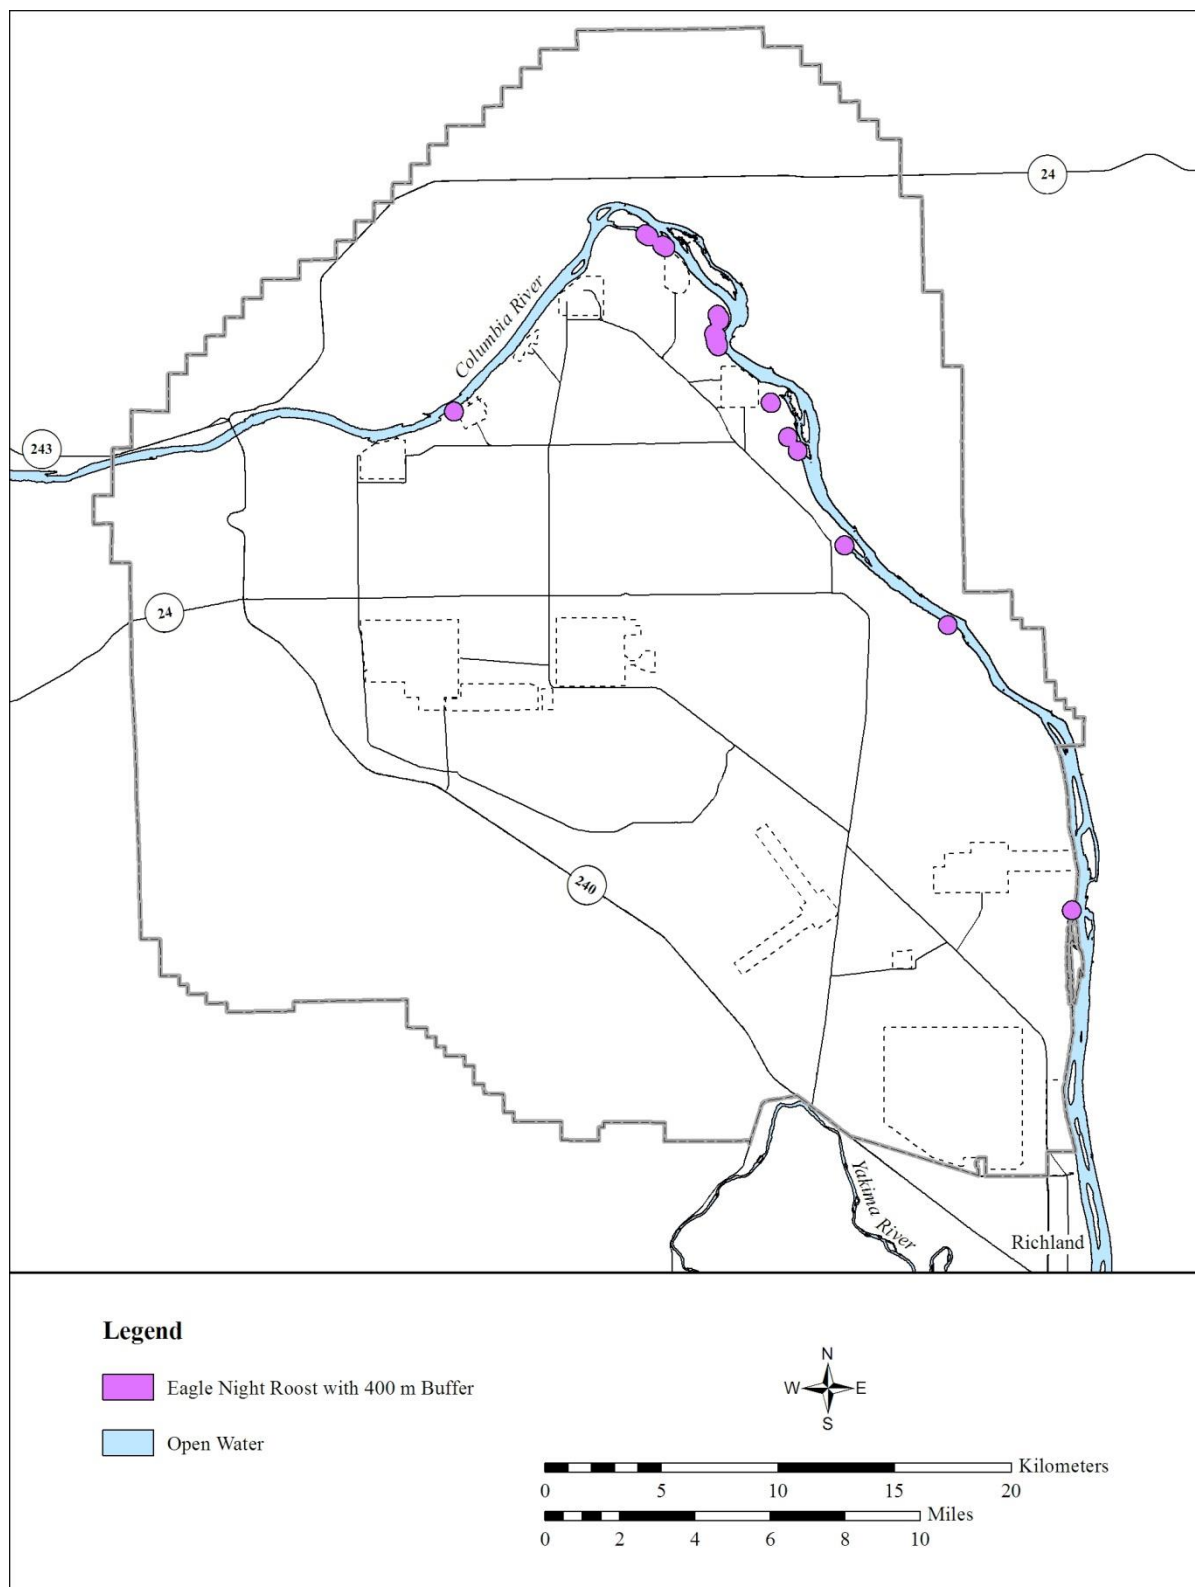 24
Columbia River
243
24
240
Yakima River
Richland
Legend
Eagle Night Roost with 400 m Buffer
Open Water
N
W E
S
Kilometers
0 5 10 15 20
Miles
0 2 4 6 8 10